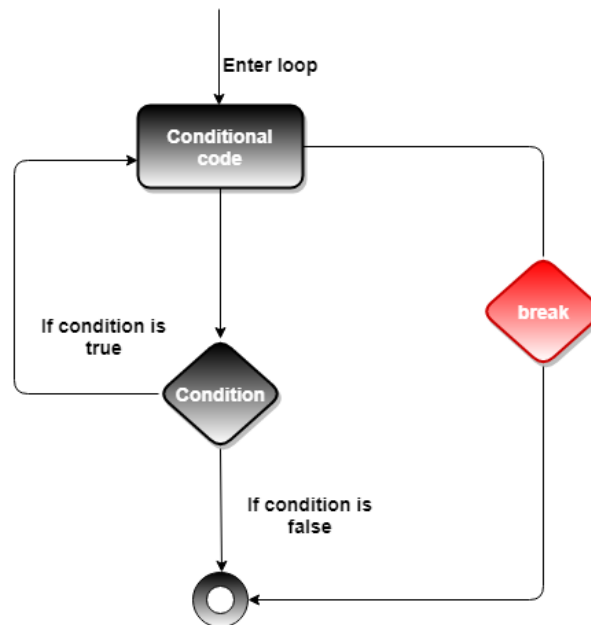 Enter loop
Conditional
code
If condition is
true
break
Condition
If condition is
false